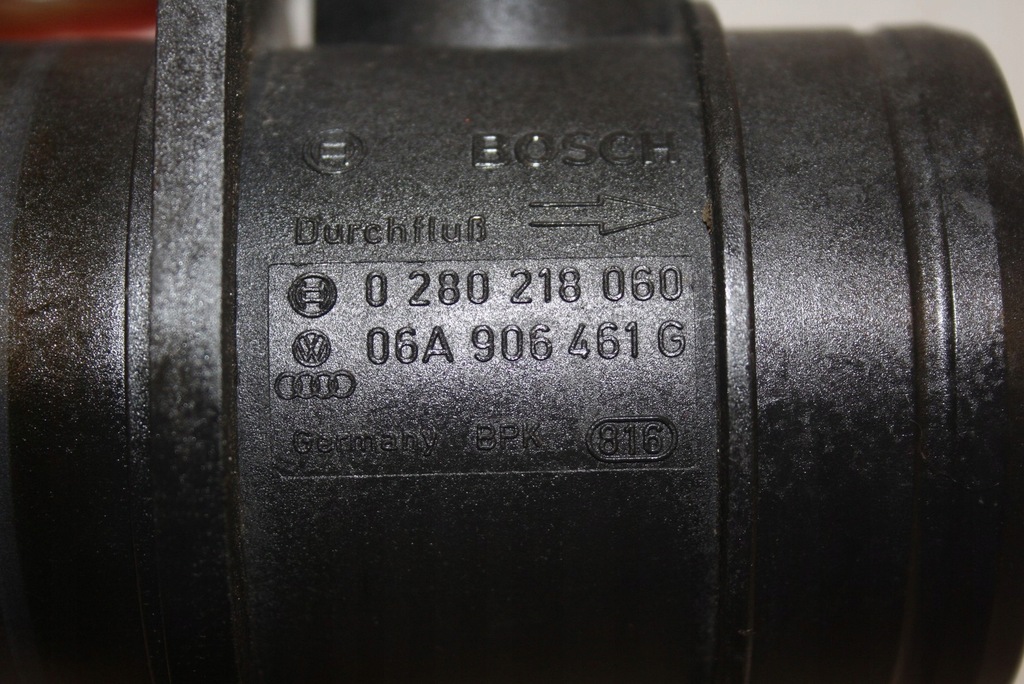 BOSCH
Durchfluß
0 280 218 060
06A 906 461 G
Germany BPK 816